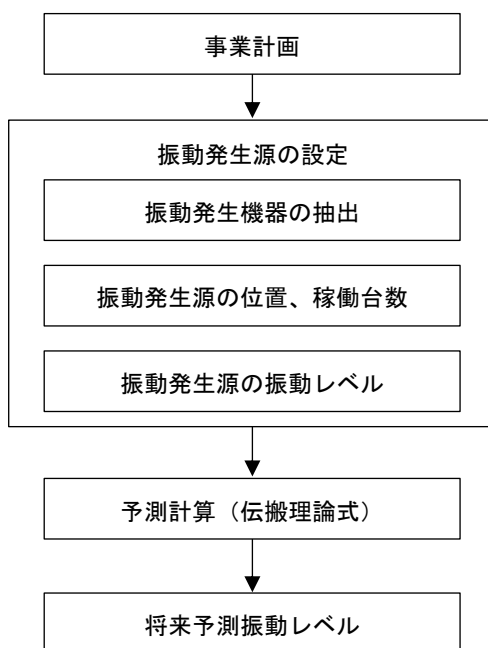 事業計画
振動発生源の設定
振動発生機器の抽出
振動発生源の位置、稼働台数
振動発生源の振動レベル
予測計算（伝搬理論式）
将来予測振動レベル